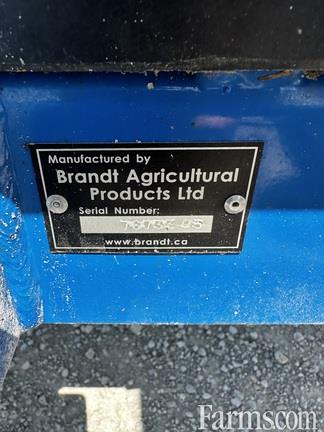 Manufactured by
Brandt Agricultural
Products Ltd
Serial Number:
www.brandt.ca
Farms.com